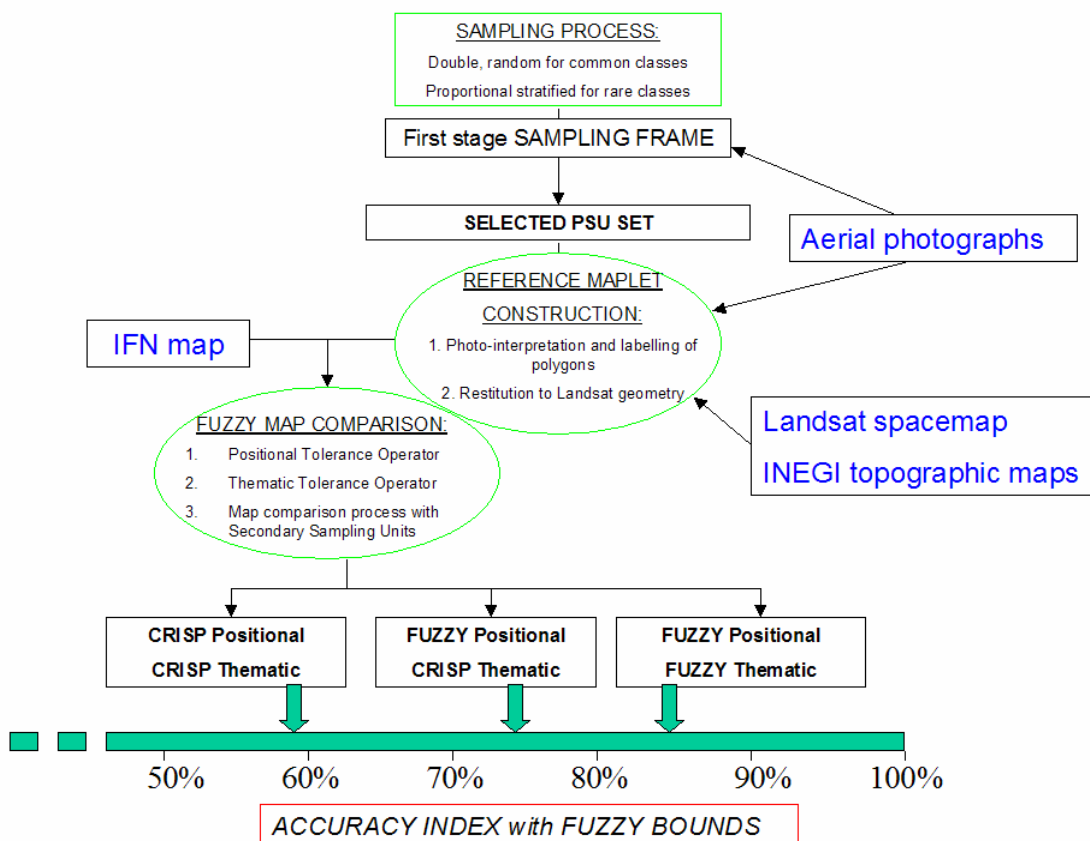 SAMPLING PROCESS:
Double, random for common classes
Proportional stratified for rare classes
First stage SAMPLING FRAME
SELECTED PSU SET
Aerial photographs
REFERENCE MAPLET
CONSTRUCTION:
1. Photo-interpretation and labelling of
polygons
2. Restitution to Landsat geometry
IFN map
Landsat spacemap
INEGI topographic maps
FUZZY MAP COMPARISON:
1. Positional Tolerance Operator
2. Thematic Tolerance Operator
3. Map comparison process with
Secondary Sampling Units
CRISP Positional
CRISP Thematic
FUZZY Positional
CRISP Thematic
FUZZY Positional
FUZZY Thematic
50% 60% 70% 80% 90% 100%
ACCURACY INDEX with FUZZY BOUNDS